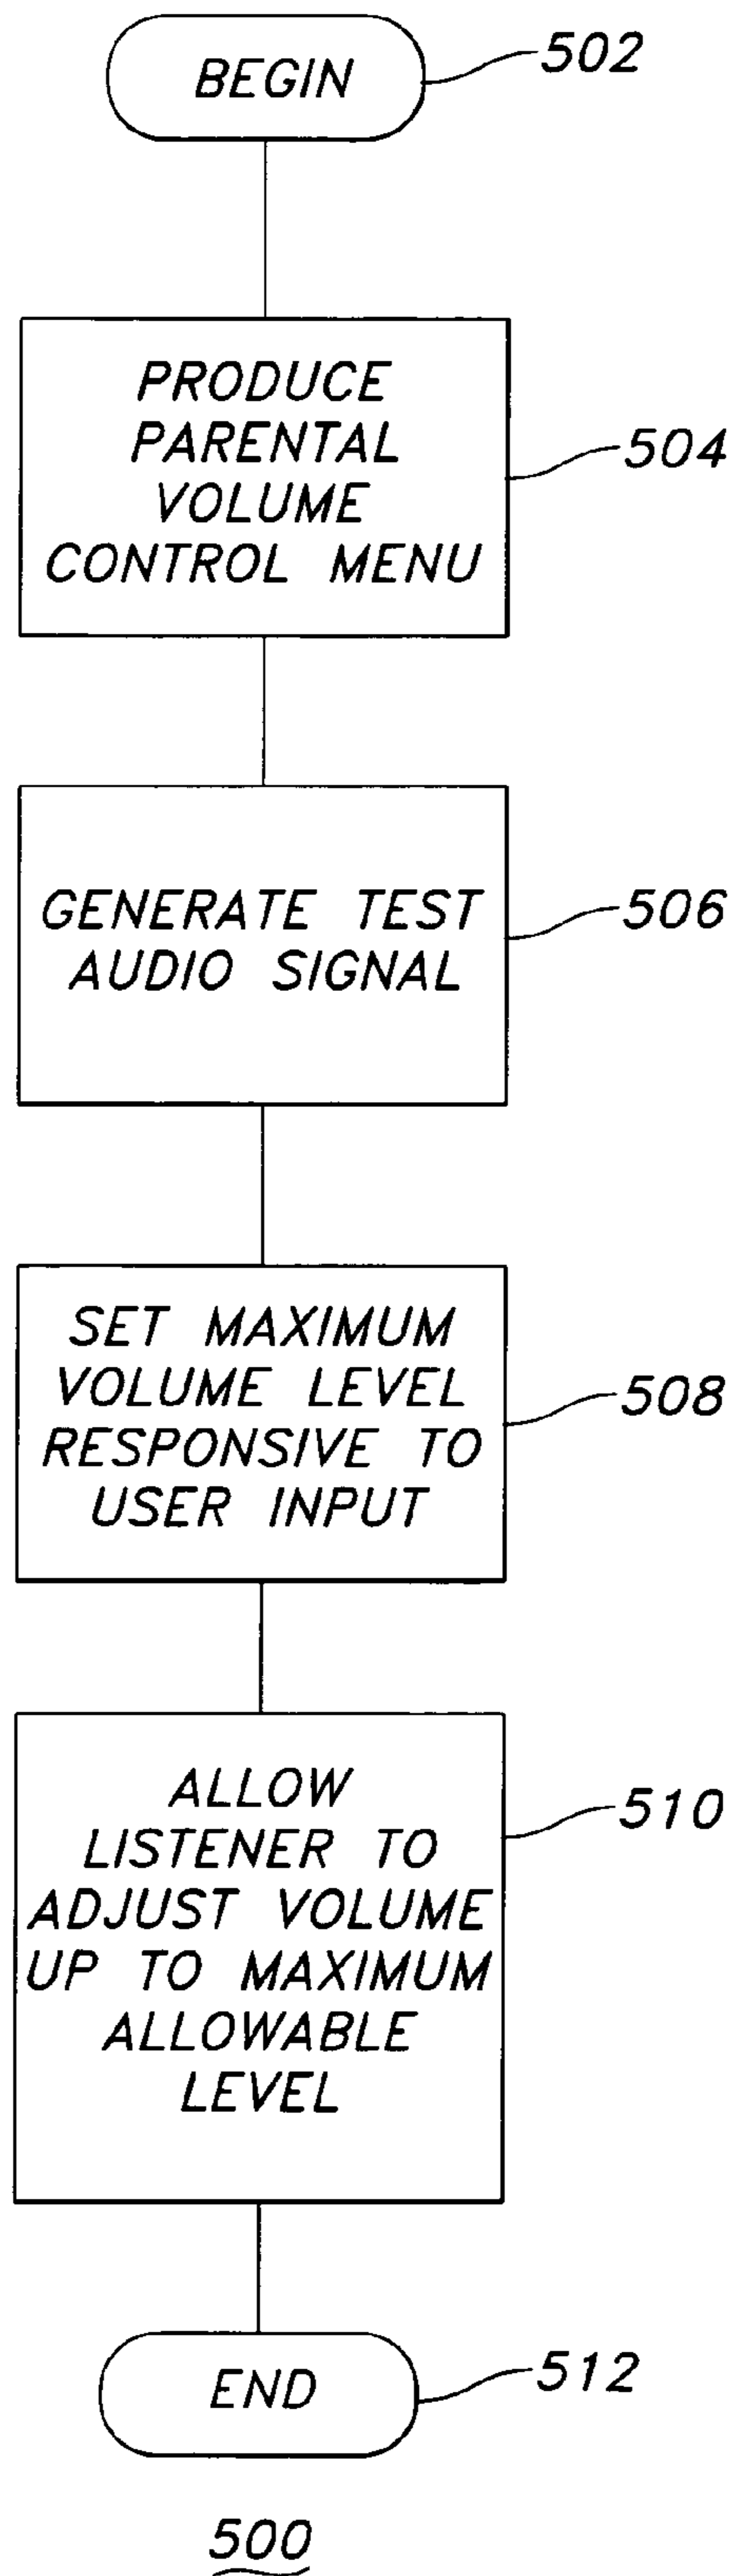 BEGIN
502
PRODUCE
PARENTAL
VOLUME
CONTROL MENU
504
GENERATE TEST
AUDIO SIGNAL
506
SET MAXIMUM
VOLUME LEVEL
RESPONSIVE TO
USER INPUT
508
ALLOW
LISTENER TO
ADJUST VOLUME
UP TO MAXIMUM
ALLOWABLE
LEVEL
510
END
512
500